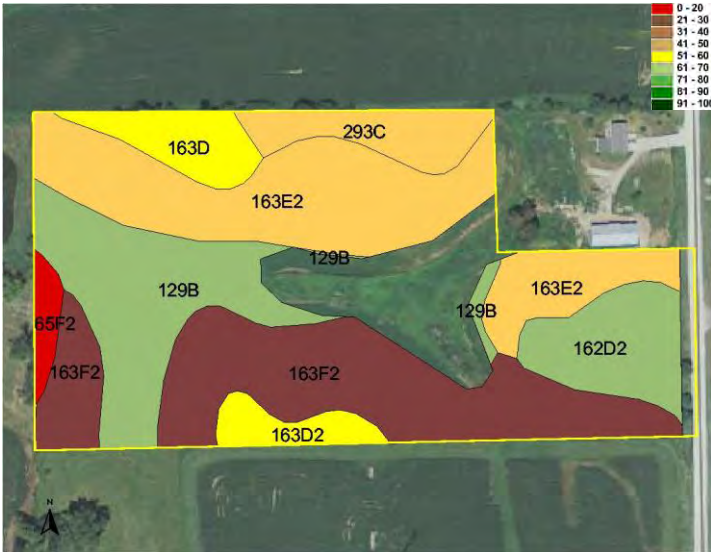 0 - 20
21 - 30
31 - 40
41 - 50
51 - 60
61 - 70
71 - 80
81 - 90
91 - 100
163D
293C
163E2
129B
129B
163E2
129B
65F2
162D2
163F2
163F2
163D2
N